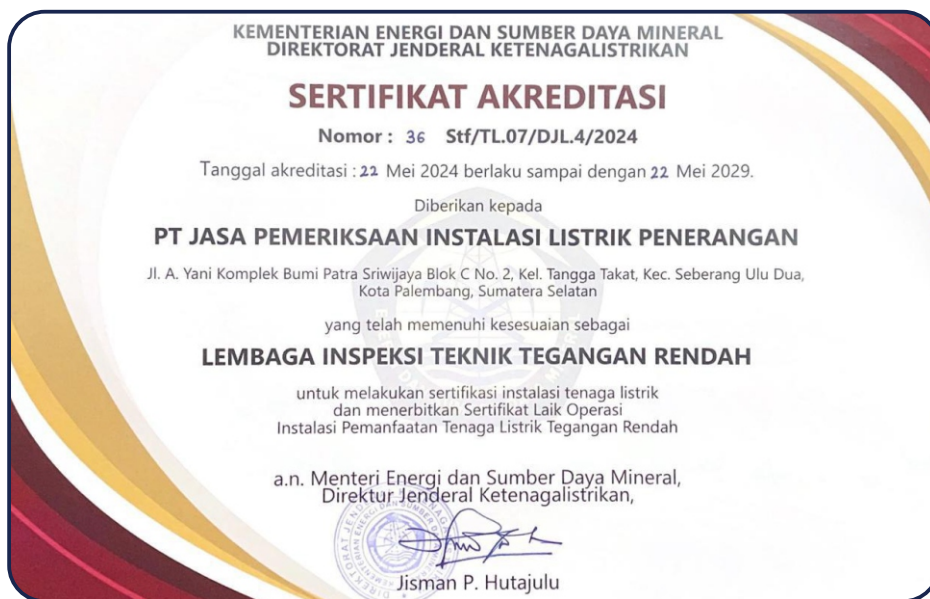 KEMENTERIAN ENERGI DAN SUMBER DAYA MINERAL
DIREKTORAT JENDERAL KETENAGALISTRIKAN
SERTIFIKAT AKREDITASI
Nomor : 36 Stf/TL.07/DJL.4/2024
Tanggal akreditasi : 22 Mei 2024 berlaku sampai dengan 22 Mei 2029.
Diberikan kepada
PT JASA PEMERIKSAAN INSTALASI LISTRIK PENERANGAN
Jl. A. Yani Komplek Bumi Patra Sriwijaya Blok C No. 2, Kel. Tangga Takat, Kec. Seberang Ulu Dua,
Kota Palembang, Sumatera Selatan
yang telah memenuhi kesesuaian sebagai
LEMBAGA INSPEKSI TEKNIK TEGANGAN RENDAH
untuk melakukan sertifikasi instalasi tenaga listrik
dan menerbitkan Sertifikat Laik Operasi
Instalasi Pemanfaatan Tenaga Listrik Tegangan Rendah
a.n. Menteri Energi dan Sumber Daya Mineral,
Direktur Jenderal Ketenagalistrikan,
Jisman P. Hutajulu